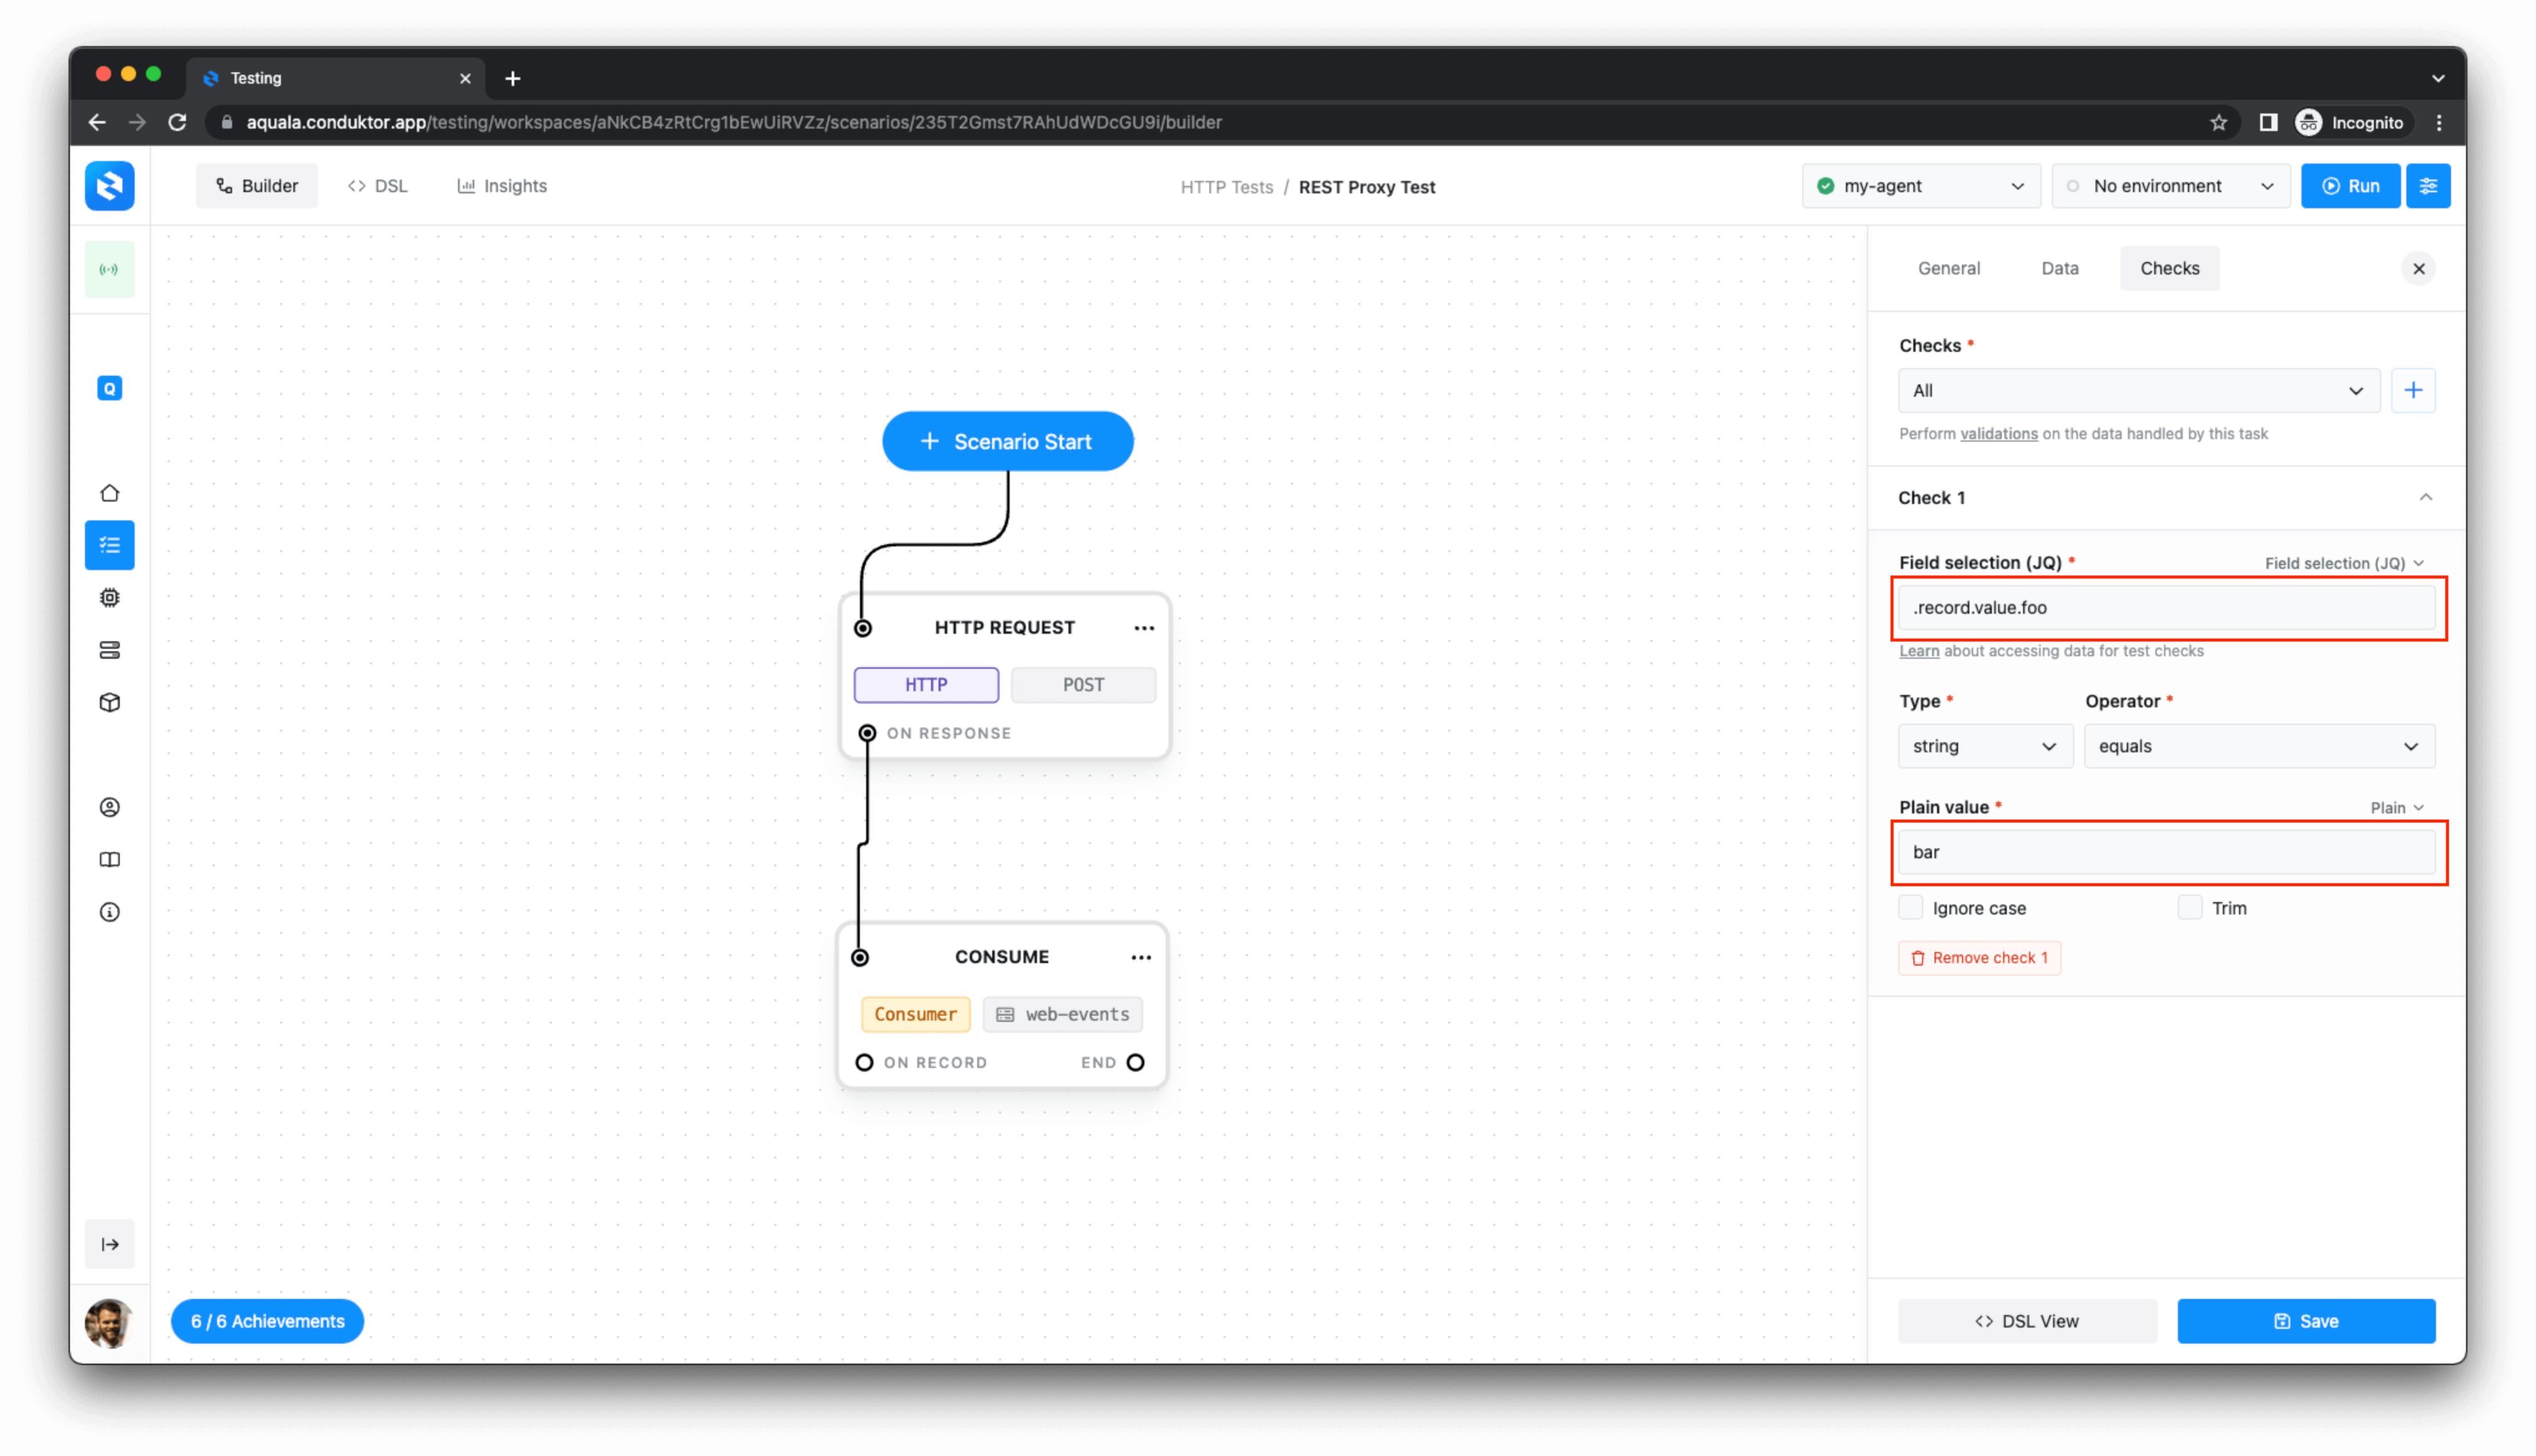 Testing
aquala.conduktor.app/testing/workspaces/aNkCB4zRtCrg1bEwUiRVZz/scenarios/235T2Gmst7RAhUdWDcGU9i/builder
Incognito
Builder
<> DSL
Insights
HTTP Tests / REST Proxy Test
my-agent
No environment
Run
Q
General
Data
Checks
Checks *
All
Perform validations on the data handled by this task
Check 1
Field selection (JQ) *
Field selection (JQ)
.record.value.foo
Learn about accessing data for test checks
Type *
Operator *
string
equals
Plain value *
Plain
bar
Ignore case
Trim
Remove check 1
+ Scenario Start
HTTP REQUEST
HTTP
POST
ON RESPONSE
CONSUME
Consumer
web-events
ON RECORD
END
6 / 6 Achievements
<> DSL View
Save